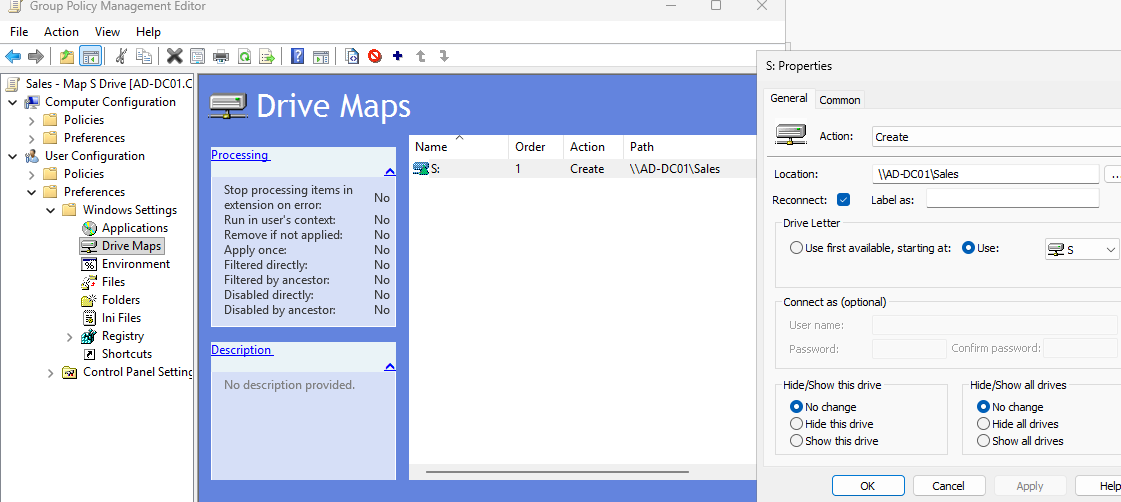 Group Policy Management Editor
File Action View Help
Sales - Map S Drive [AD-DC01.C
Computer Configuration
Policies
Preferences
User Configuration
Policies
Preferences
Windows Settings
Applications
Drive Maps
Environment
Files
Folders
Ini Files
Registry
Shortcuts
Control Panel Setting
Drive Maps
Processing
Stop processing items in extension on error: No
Run in user's context: No
Remove if not applied: No
Apply once: No
Filtered directly: No
Filtered by ancestor: No
Disabled directly: No
Disabled by ancestor: No
Description
No description provided.
Name Order Action Path
S: 1 Create \\AD-DC01\Sales
S: Properties
General Common
Action: Create
Location: \\AD-DC01\Sales ...
Reconnect: Label as:
Drive Letter
Use first available, starting at: Use: S
Connect as (optional)
User name:
Password: Confirm password:
Hide/Show this drive Hide/Show all drives
No change No change
Hide this drive Hide all drives
Show this drive Show all drives
OK Cancel Apply Help